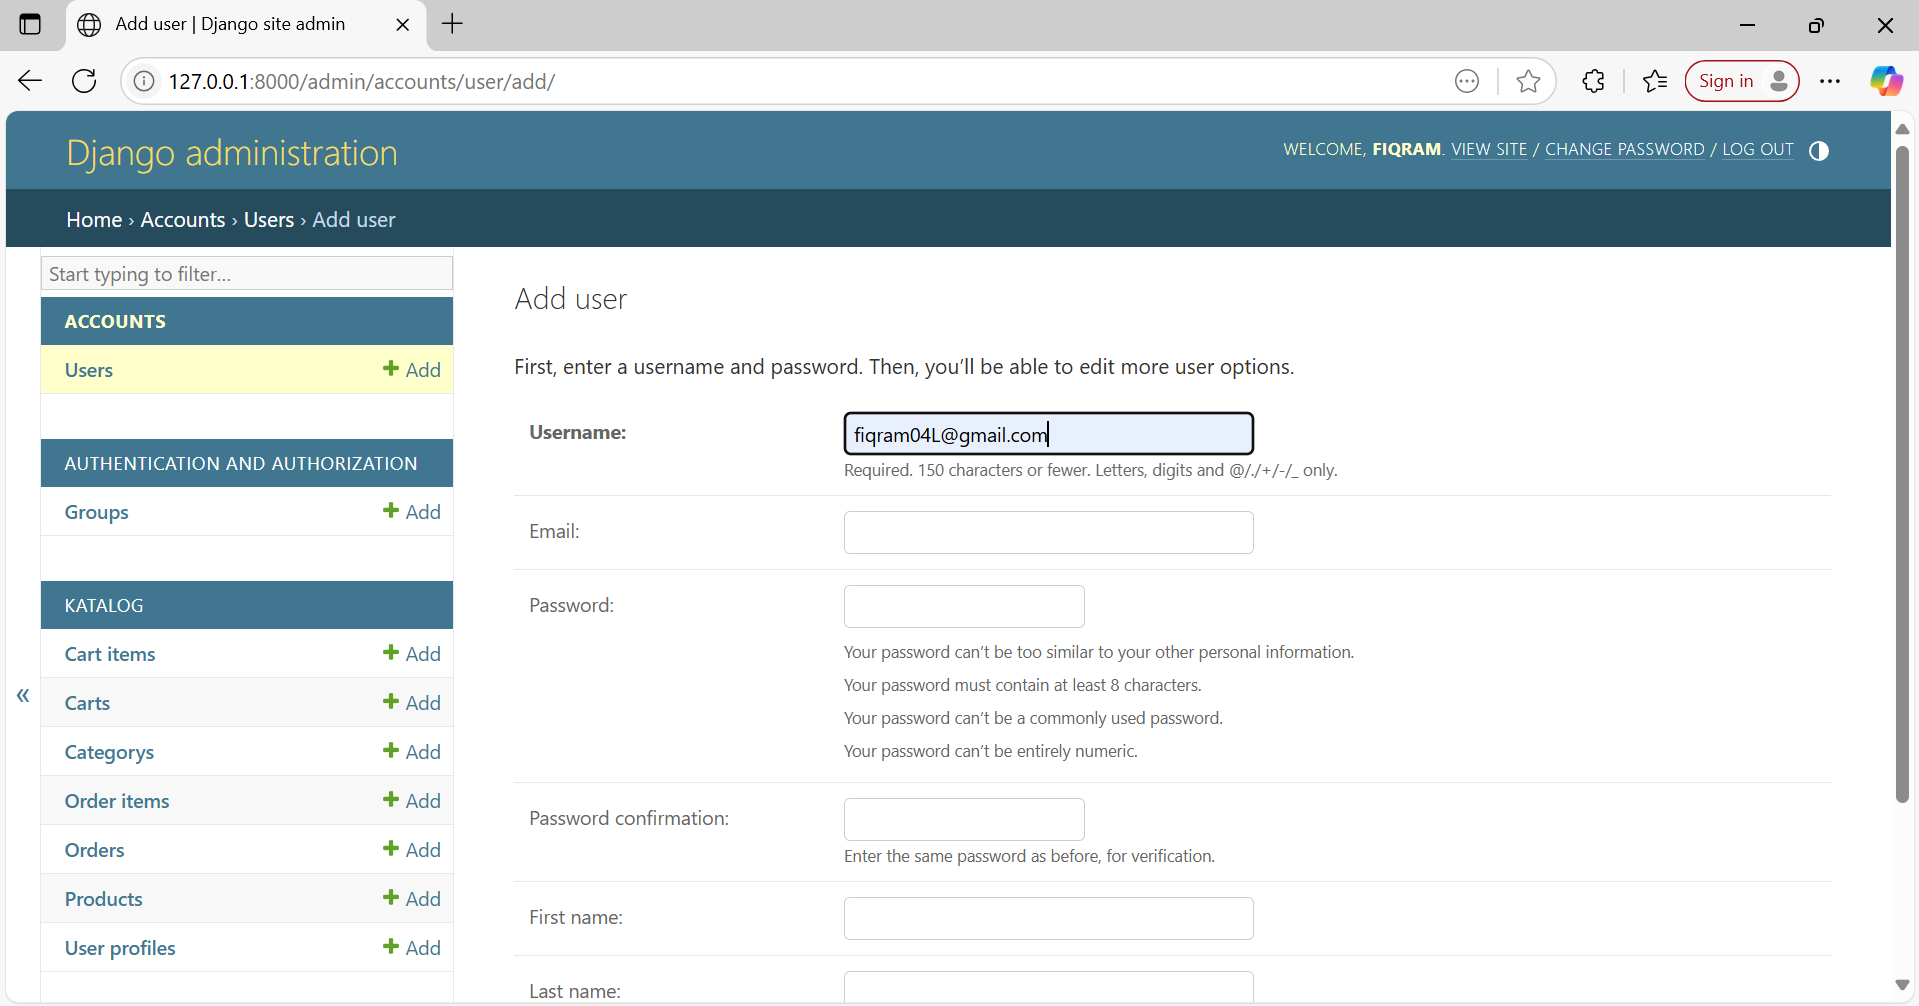 Add user | Django site admin
127.0.0.1:8000/admin/accounts/user/add/
Sign in
Django administration
WELCOME, FIQRAM. VIEW SITE / CHANGE PASSWORD / LOG OUT
Home › Accounts › Users › Add user
Start typing to filter...
ACCOUNTS
Users Add
AUTHENTICATION AND AUTHORIZATION
Groups Add
KATALOG
Cart items Add
Carts Add
Categorys Add
Order items Add
Orders Add
Products Add
User profiles Add
«
Add user
First, enter a username and password. Then, you’ll be able to edit more user options.
Username: fiqram04L@gmail.com
Required. 150 characters or fewer. Letters, digits and @/./+/-/_ only.
Email:
Password:
Your password can’t be too similar to your other personal information.
Your password must contain at least 8 characters.
Your password can’t be a commonly used password.
Your password can’t be entirely numeric.
Password confirmation:
Enter the same password as before, for verification.
First name:
Last name: